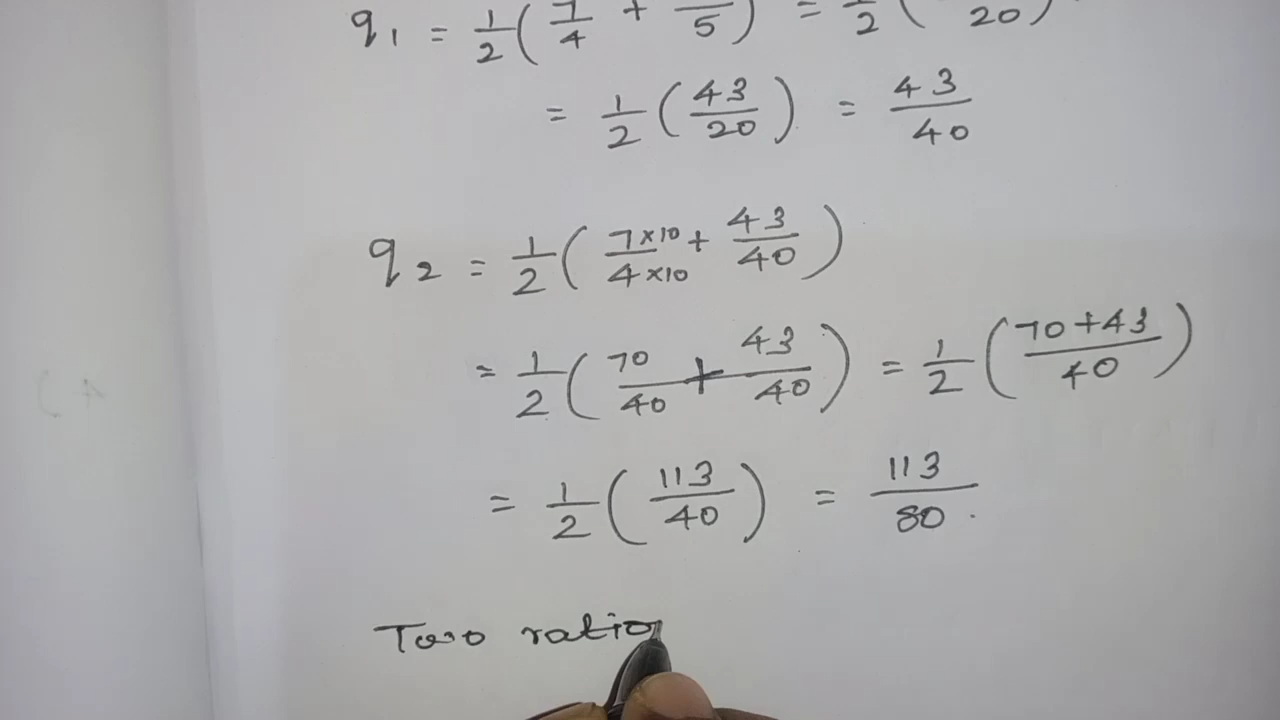 q₁ = 1/2 ( 7/4 + /5 ) = 1/2 ( /20 ) .
= 1/2 ( 43/20 ) = 43/40
q₂ = 1/2 ( 7×10/4×10 + 43/40 )
= 1/2 ( 70/40 + 43/40 ) = 1/2 ( 70+43/40 )
= 1/2 ( 113/40 ) = 113/80 .
Two ratio